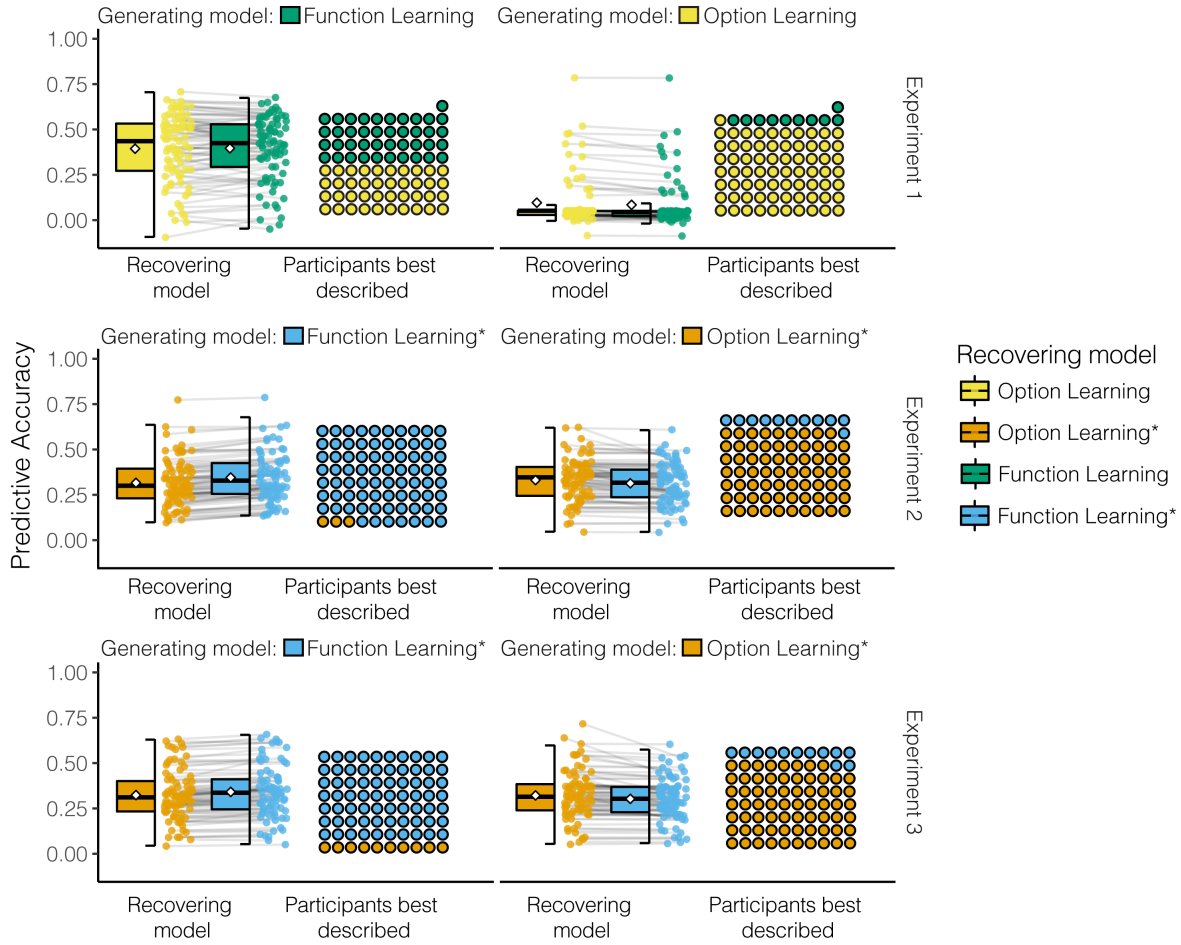 Generating model: Function Learning
Generating model: Option Learning
1.00
0.75
0.50
0.25
0.00
Experiment 1
Recovering
model
Participants best
described
Recovering
model
Participants best
described
Predictive Accuracy
Generating model: Function Learning*
Generating model: Option Learning*
1.00
0.75
0.50
0.25
0.00
Experiment 2
Recovering
model
Participants best
described
Recovering
model
Participants best
described
Generating model: Function Learning*
Generating model: Option Learning*
1.00
0.75
0.50
0.25
0.00
Experiment 3
Recovering
model
Participants best
described
Recovering
model
Participants best
described
Recovering model
Option Learning
Option Learning*
Function Learning
Function Learning*